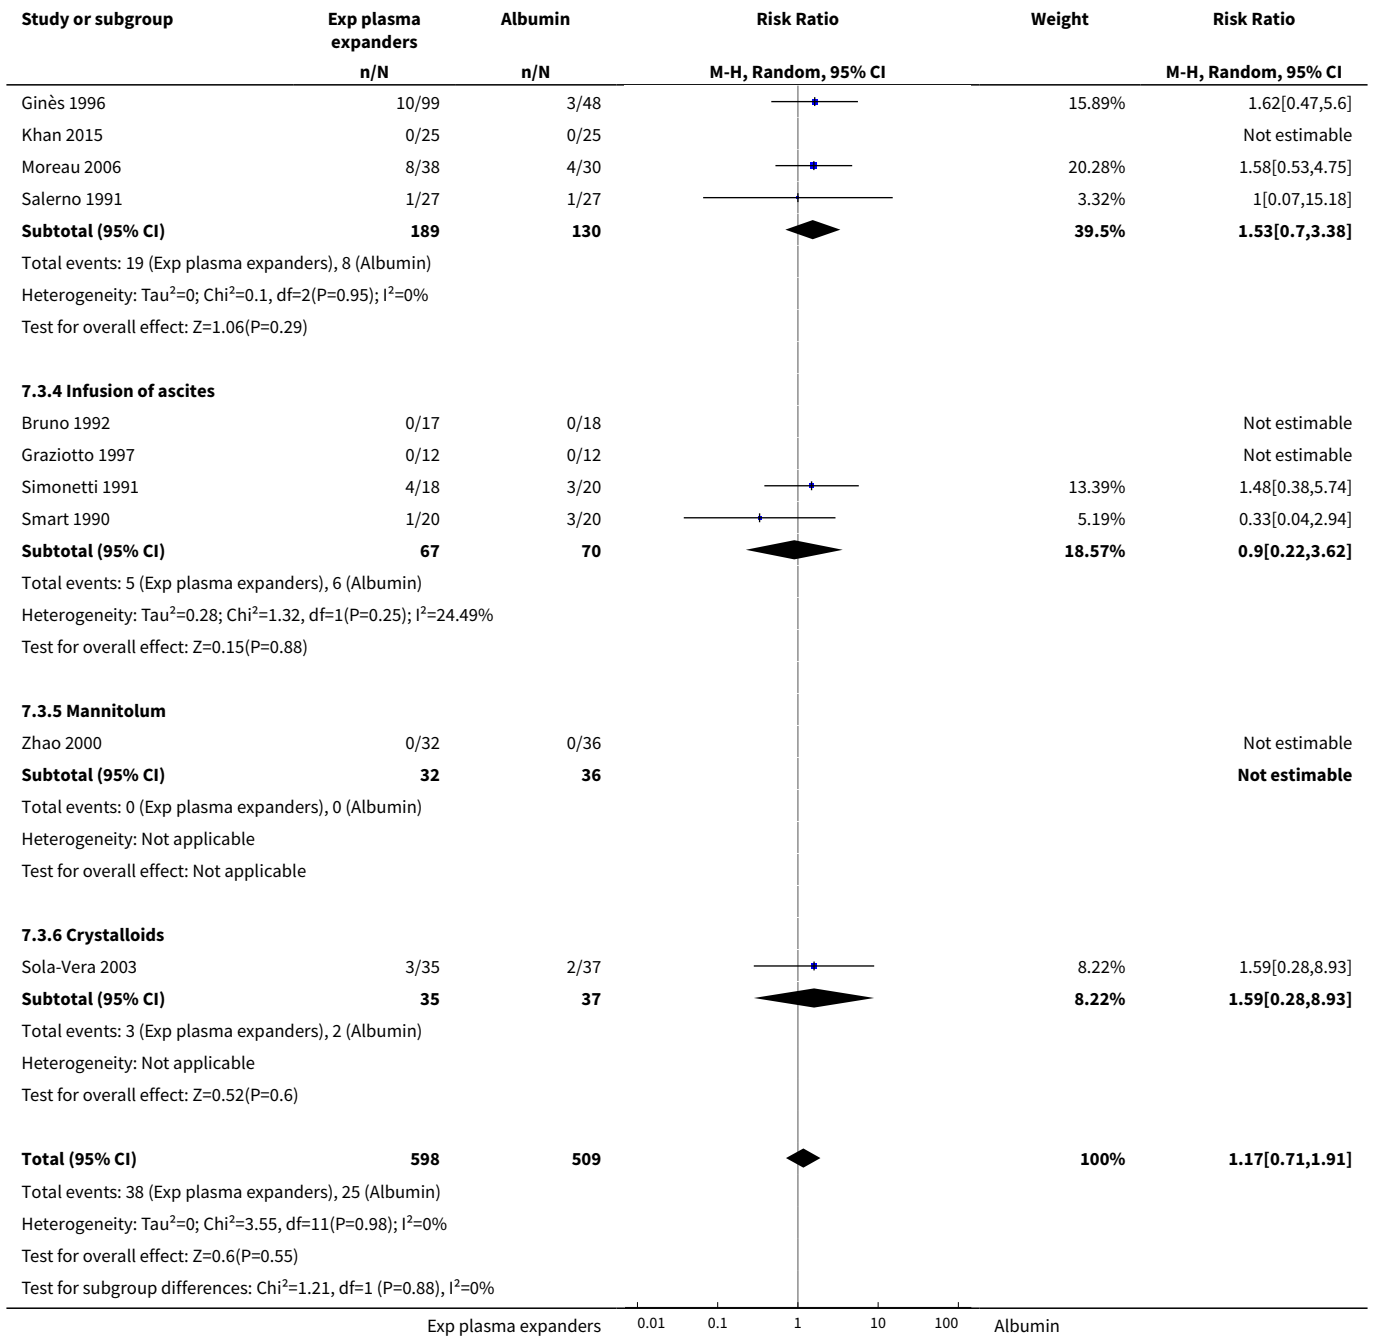 Study or subgroup Exp plasma expanders Albumin Risk Ratio Weight Risk Ratio
n/N n/N M-H, Random, 95% CI M-H, Random, 95% CI
Ginès 1996 10/99 3/48 15.89% 1.62[0.47,5.6]
Khan 2015 0/25 0/25 Not estimable
Moreau 2006 8/38 4/30 20.28% 1.58[0.53,4.75]
Salerno 1991 1/27 1/27 3.32% 1[0.07,15.18]
Subtotal (95% CI) 189 130 39.5% 1.53[0.7,3.38]
Total events: 19 (Exp plasma expanders), 8 (Albumin)
Heterogeneity: Tau²=0; Chi²=0.1, df=2(P=0.95); I²=0%
Test for overall effect: Z=1.06(P=0.29)
7.3.4 Infusion of ascites
Bruno 1992 0/17 0/18 Not estimable
Graziotto 1997 0/12 0/12 Not estimable
Simonetti 1991 4/18 3/20 13.39% 1.48[0.38,5.74]
Smart 1990 1/20 3/20 5.19% 0.33[0.04,2.94]
Subtotal (95% CI) 67 70 18.57% 0.9[0.22,3.62]
Total events: 5 (Exp plasma expanders), 6 (Albumin)
Heterogeneity: Tau²=0.28; Chi²=1.32, df=1(P=0.25); I²=24.49%
Test for overall effect: Z=0.15(P=0.88)
7.3.5 Mannitolum
Zhao 2000 0/32 0/36 Not estimable
Subtotal (95% CI) 32 36 Not estimable
Total events: 0 (Exp plasma expanders), 0 (Albumin)
Heterogeneity: Not applicable
Test for overall effect: Not applicable
7.3.6 Crystalloids
Sola-Vera 2003 3/35 2/37 8.22% 1.59[0.28,8.93]
Subtotal (95% CI) 35 37 8.22% 1.59[0.28,8.93]
Total events: 3 (Exp plasma expanders), 2 (Albumin)
Heterogeneity: Not applicable
Test for overall effect: Z=0.52(P=0.6)
Total (95% CI) 598 509 100% 1.17[0.71,1.91]
Total events: 38 (Exp plasma expanders), 25 (Albumin)
Heterogeneity: Tau²=0; Chi²=3.55, df=11(P=0.98); I²=0%
Test for overall effect: Z=0.6(P=0.55)
Test for subgroup differences: Chi²=1.21, df=1 (P=0.88), I²=0%
Exp plasma expanders 0.01 0.1 1 10 100 Albumin